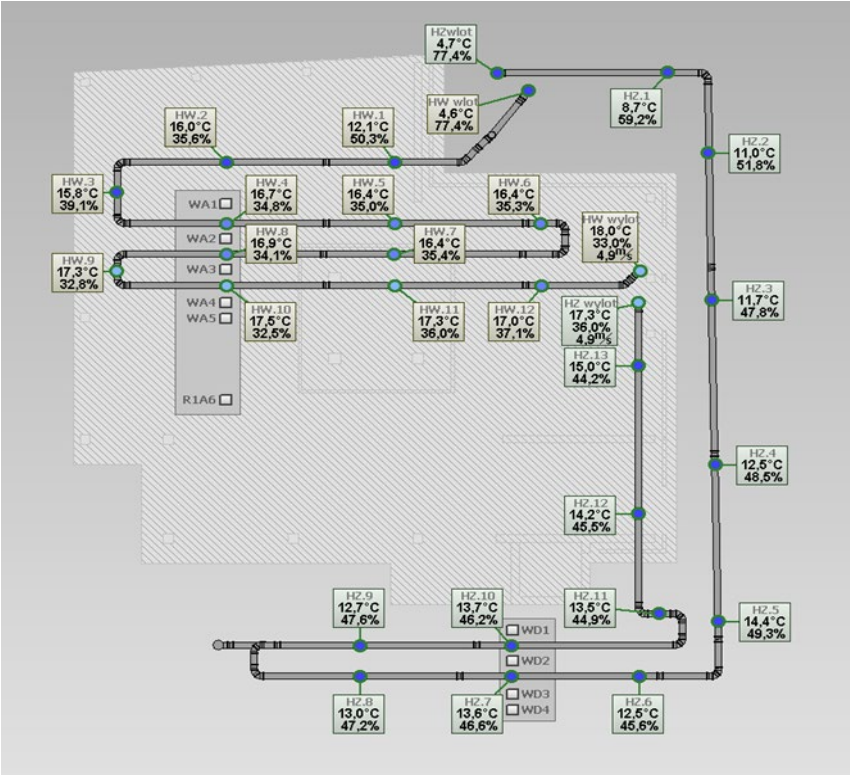 HZwlot
4,7°C
77,4%
HW wlot
4,6°C
77,4%
HZ.1
8,7°C
59,2%
HW.2
16,0°C
35,6%
HW.1
12,1°C
50,3%
HZ.2
11,0°C
51,8%
HW.3
15,8°C
39,1%
WA1
HW.4
16,7°C
34,8%
HW.5
16,4°C
35,0%
HW.6
16,4°C
35,3%
WA2
HW.8
16,9°C
34,1%
HW.7
16,4°C
35,4%
HW wylot
18,0°C
33,0%
4,9m/s
HW.9
17,3°C
32,8%
WA3
WA4
WA5
HW.10
17,5°C
32,5%
HW.11
17,3°C
36,0%
HW.12
17,0°C
37,1%
HZ wylot
17,3°C
36,0%
4,9m/s
HZ.3
11,7°C
47,8%
HZ.13
15,0°C
44,2%
R1A6
HZ.4
12,5°C
48,5%
HZ.12
14,2°C
45,5%
HZ.9
12,7°C
47,6%
HZ.10
13,7°C
46,2%
HZ.11
13,5°C
44,9%
HZ.5
14,4°C
49,3%
WD1
WD2
WD3
WD4
HZ.8
13,0°C
47,2%
HZ.7
13,6°C
46,6%
HZ.6
12,5°C
45,6%